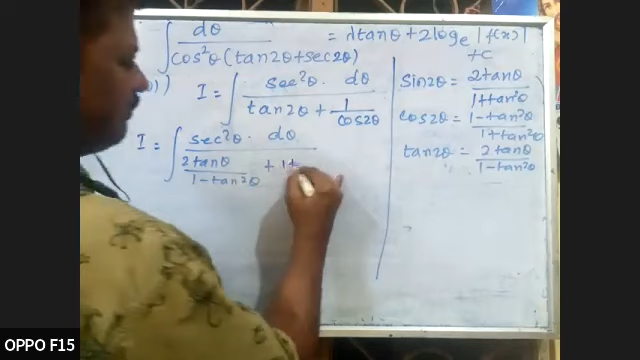 ∫ dθ / cos²θ (tan2θ + sec2θ) = λtanθ + 2logₑ |f(x)| + c
I = ∫ sec²θ · dθ / tan2θ + 1/cos2θ
I = ∫ sec²θ · dθ / 2tanθ/1-tan²θ + 1+
sin2θ = 2tanθ/1+tan²θ
cos2θ = 1-tan²θ/1+tan²θ
tan2θ = 2tanθ/1-tan²θ
OPPO F15